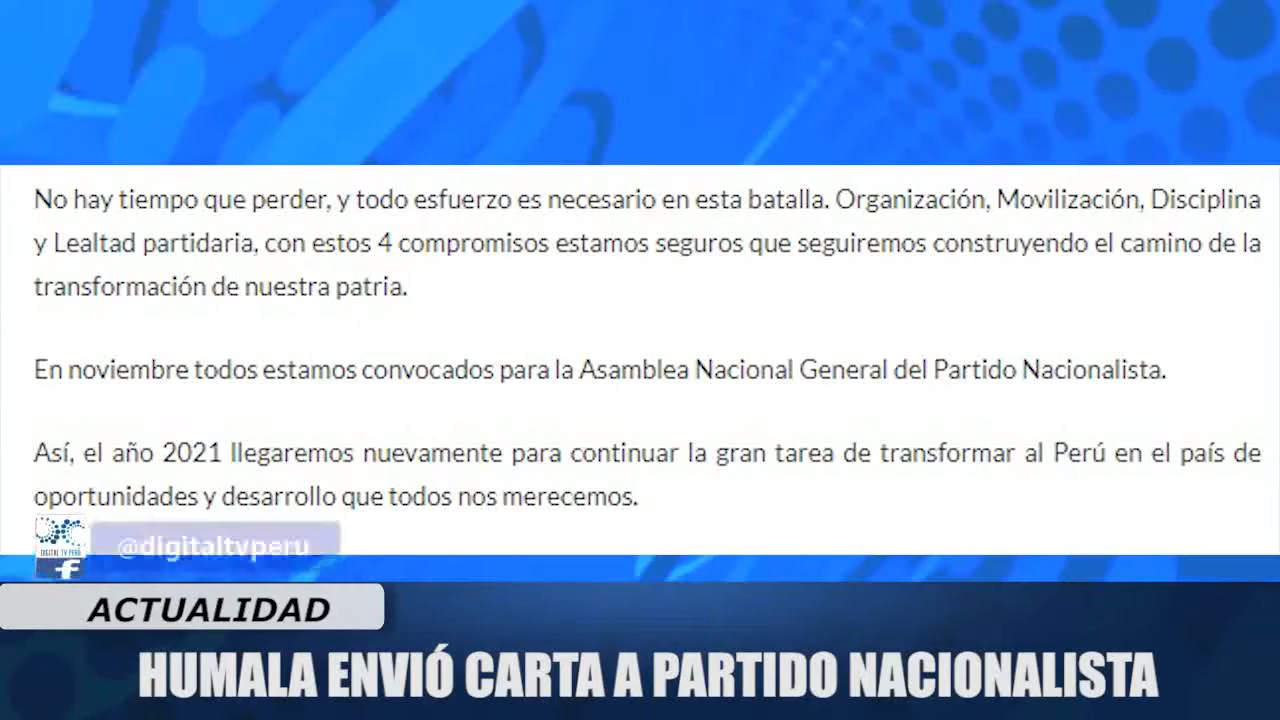 No hay tiempo que perder, y todo esfuerzo es necesario en esta batalla. Organización, Movilización, Disciplina
y Lealtad partidaria, con estos 4 compromisos estamos seguros que seguiremos construyendo el camino de la
transformación de nuestra patria.
En noviembre todos estamos convocados para la Asamblea Nacional General del Partido Nacionalista.
Así, el año 2021 llegaremos nuevamente para continuar la gran tarea de transformar al Perú en el país de
oportunidades y desarrollo que todos nos merecemos.
DIGITAL TV PERÚ
@digitaltvperu
f
ACTUALIDAD
HUMALA ENVIÓ CARTA A PARTIDO NACIONALISTA